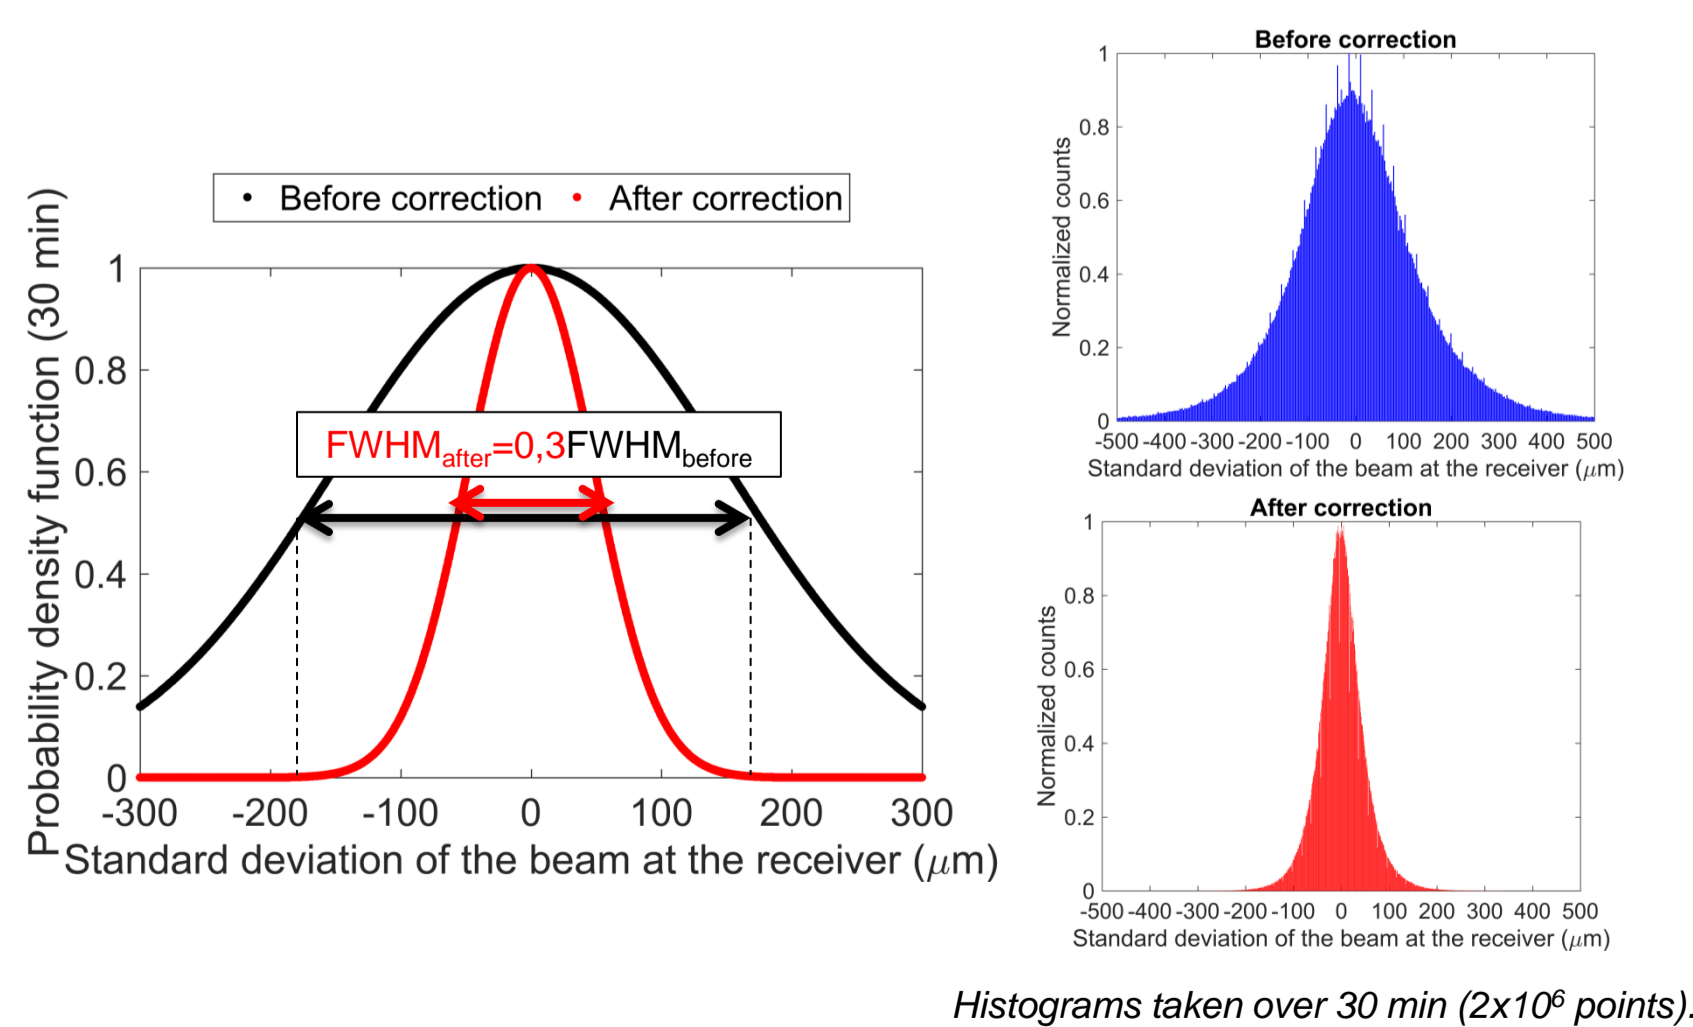 Before correction After correction
Probability density function (30 min)
1
0.8
0.6
0.4
0.2
0
FWHMafter=0,3FWHMbefore
-300 -200 -100 0 100 200 300
Standard deviation of the beam at the receiver (μm)
Before correction
Normalized counts
1
0.8
0.6
0.4
0.2
0
-500 -400 -300 -200 -100 0 100 200 300 400 500
Standard deviation of the beam at the receiver (μm)
After correction
Normalized counts
1
0.8
0.6
0.4
0.2
0
-500 -400 -300 -200 -100 0 100 200 300 400 500
Standard deviation of the beam at the receiver (μm)
Histograms taken over 30 min (2x10⁶ points).